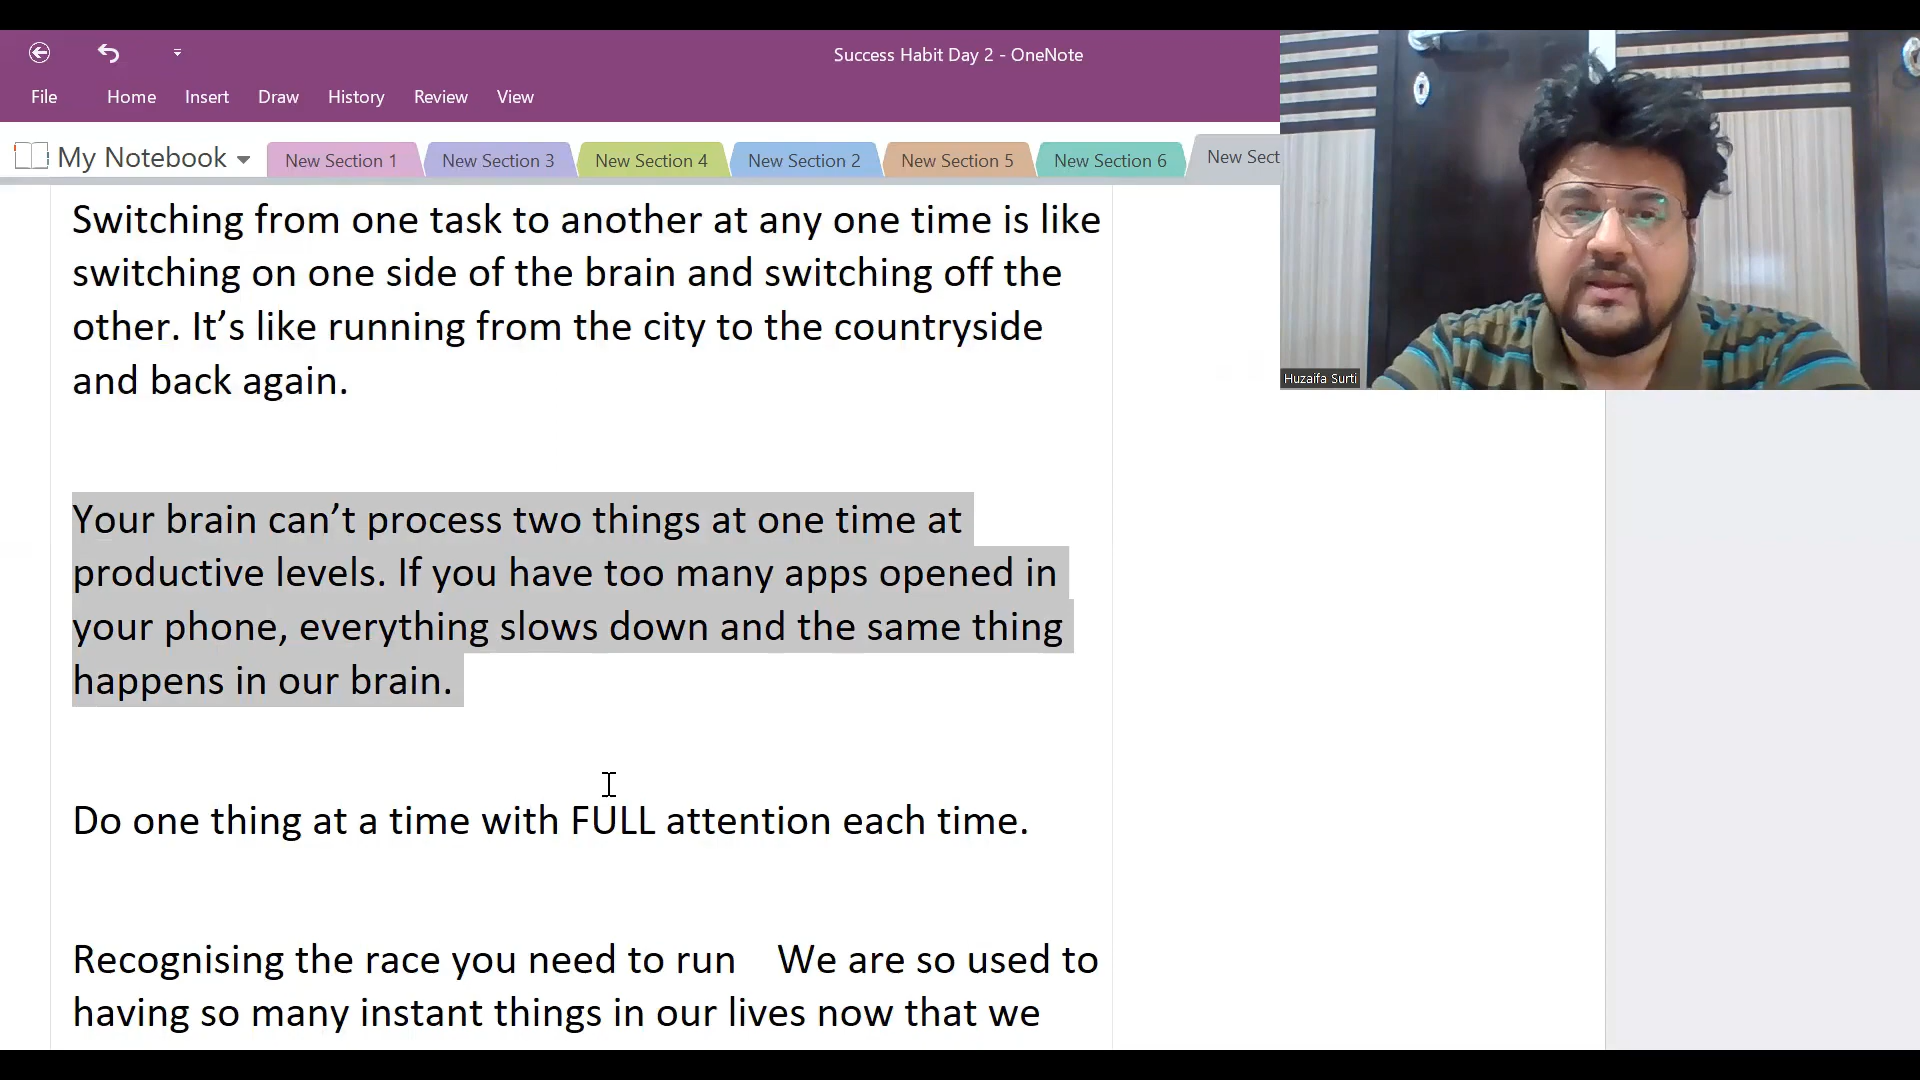 Success Habit Day 2 - OneNote
File Home Insert Draw History Review View
My Notebook New Section 1 New Section 3 New Section 4 New Section 2 New Section 5 New Section 6 New Sect
Huzaifa Surti
Switching from one task to another at any one time is like
switching on one side of the brain and switching off the
other. It’s like running from the city to the countryside
and back again.
Your brain can’t process two things at one time at
productive levels. If you have too many apps opened in
your phone, everything slows down and the same thing
happens in our brain.
Do one thing at a time with FULL attention each time.
Recognising the race you need to run We are so used to
having so many instant things in our lives now that we